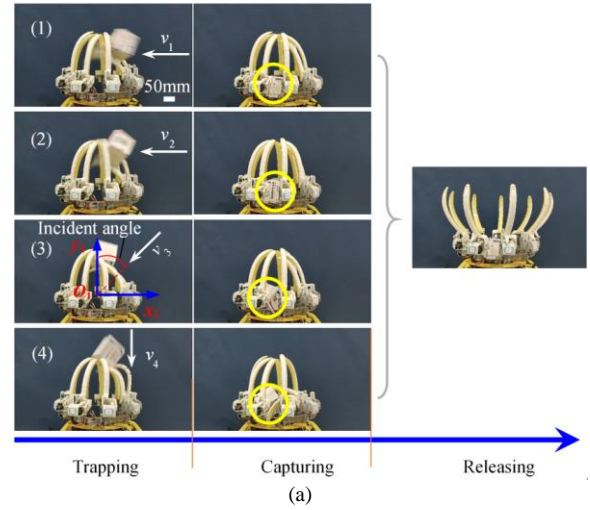 (1)
v1
50mm
(2)
v2
Incident angle
(3)
y1
v3
O1
x1
(4)
v4
Trapping Capturing Releasing
(a)